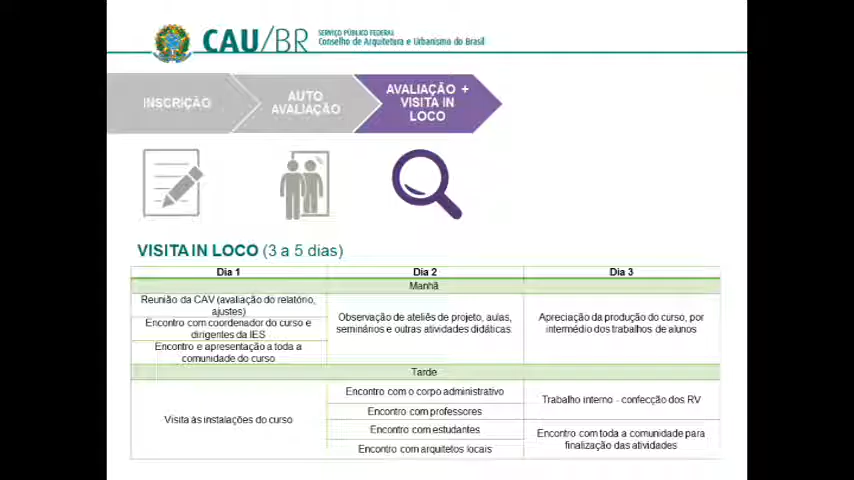 CAU/BR
SERVIÇO PÚBLICO FEDERAL
Conselho de Arquitetura e Urbanismo do Brasil
INSCRIÇÃO
AUTO
AVALIAÇÃO
AVALIAÇÃO +
VISITA IN
LOCO
VISITA IN LOCO (3 a 5 dias)
Dia 1
Dia 2
Dia 3
Manhã
Reunião da CAV (avaliação do relatório,
ajustes)
Encontro com coordenador do curso e
dirigentes da IES
Encontro e apresentação a toda a
comunidade do curso
Observação de ateliês de projeto, aulas,
seminários e outras atividades didáticas
Apreciação da produção do curso, por
intermédio dos trabalhos de alunos
Tarde
Visita às instalações do curso
Encontro com o corpo administrativo
Encontro com professores
Encontro com estudantes
Encontro com arquitetos locais
Trabalho interno - confecção dos RV
Encontro com toda a comunidade para
finalização das atividades